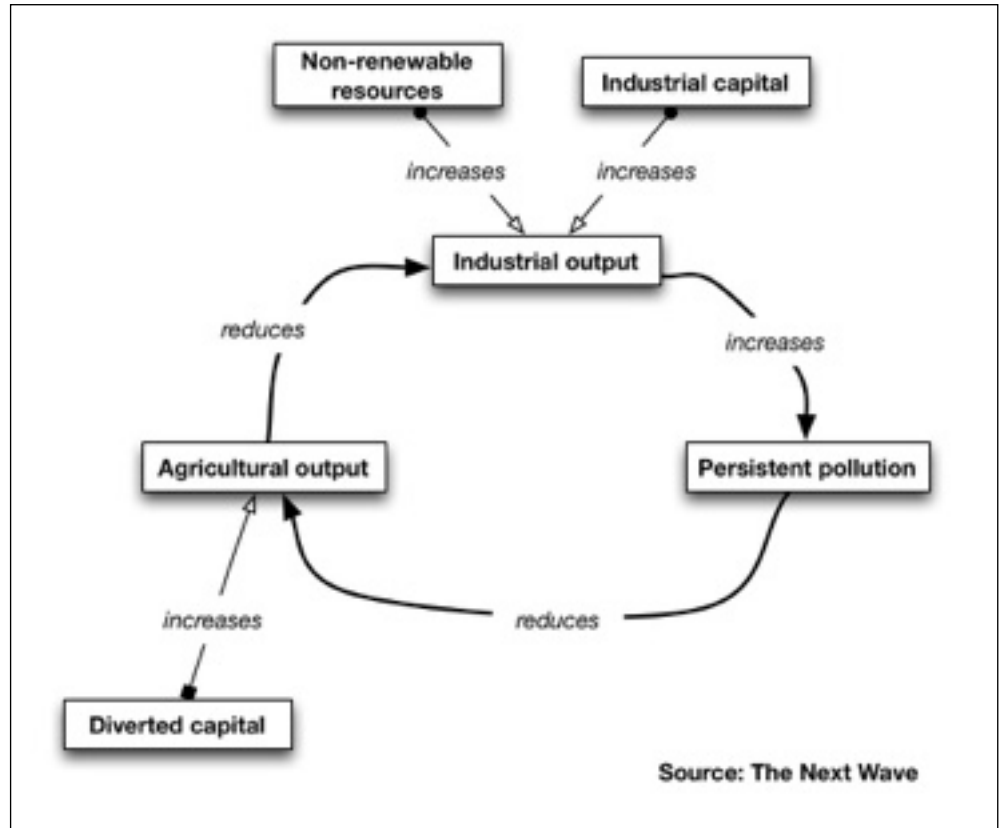 Non-renewable
resources
Industrial capital
increases
increases
Industrial output
reduces
increases
Agricultural output
Persistent pollution
increases
reduces
Diverted capital
Source: The Next Wave